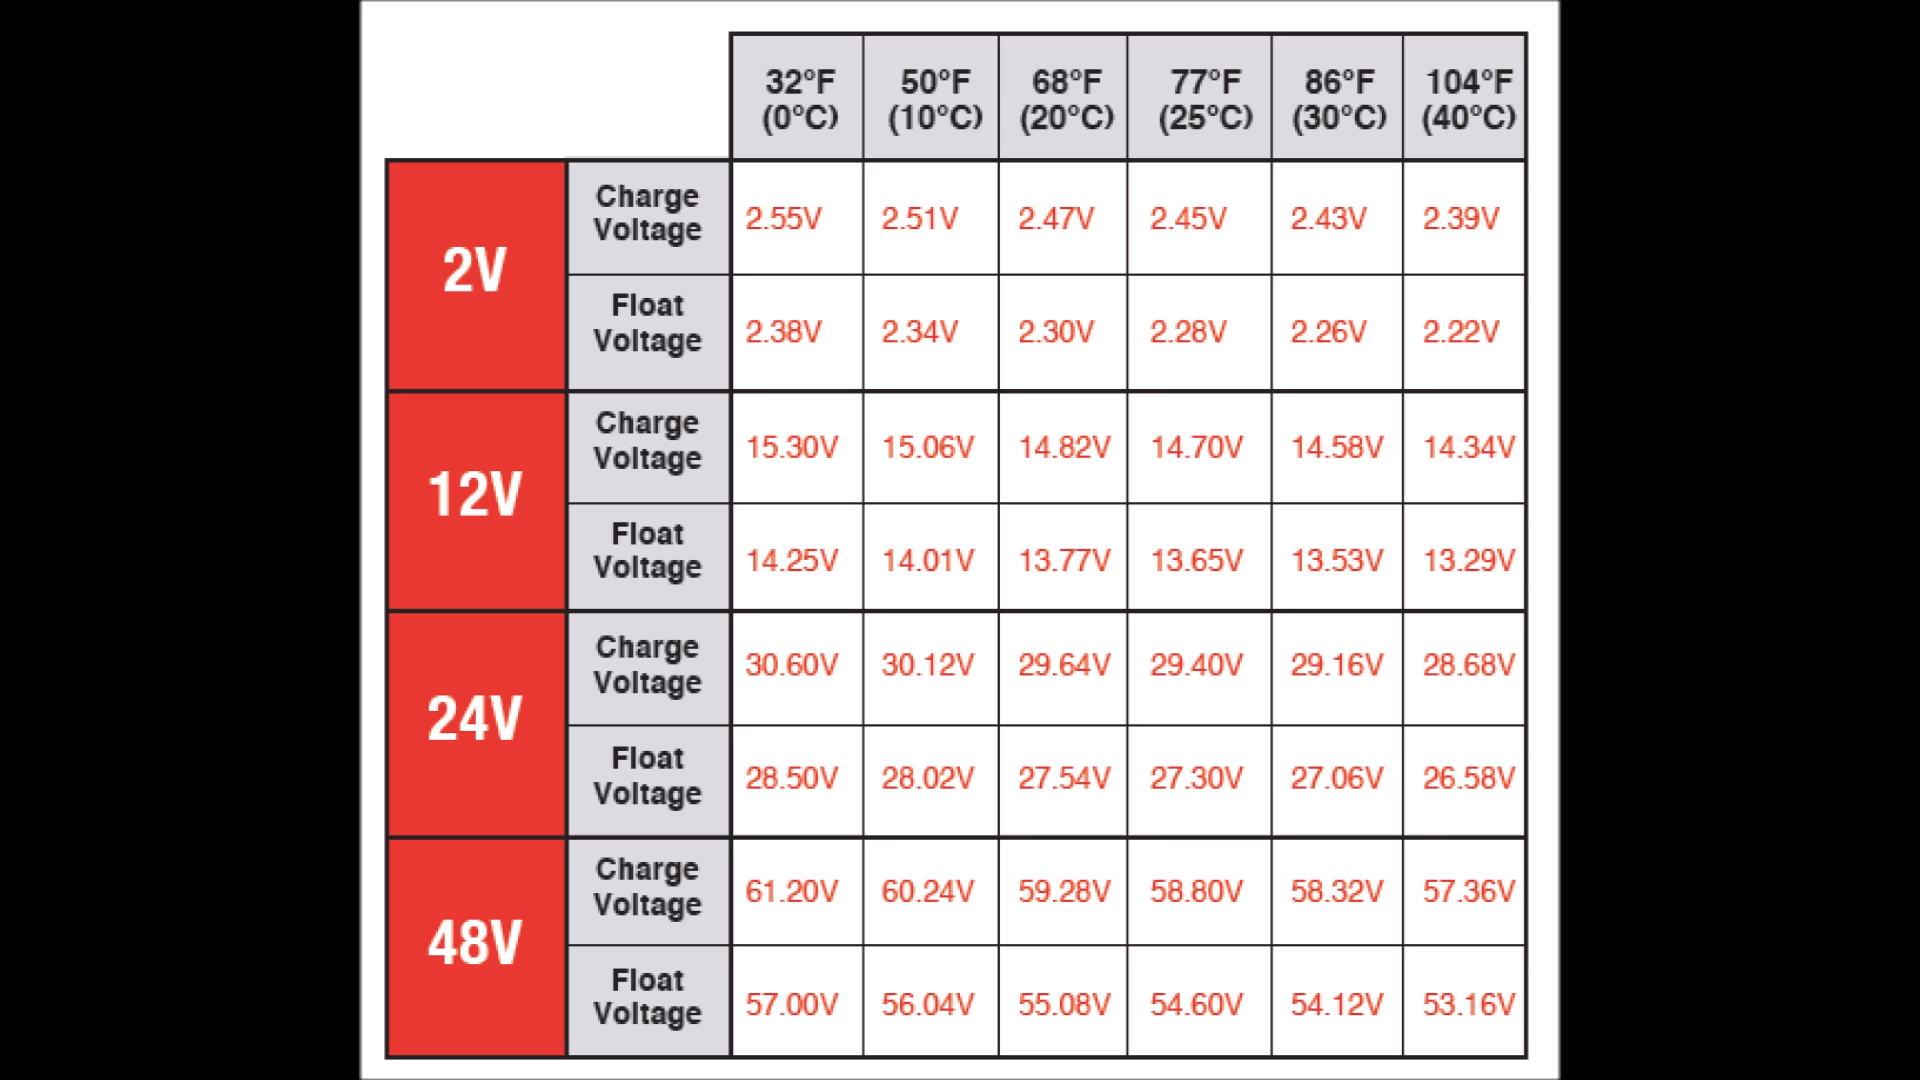 32°F 50°F 68°F 77°F 86°F 104°F
(0°C) (10°C) (20°C) (25°C) (30°C) (40°C)
2V
Charge
Voltage
2.55V 2.51V 2.47V 2.45V 2.43V 2.39V
Float
Voltage
2.38V 2.34V 2.30V 2.28V 2.26V 2.22V
12V
Charge
Voltage
15.30V 15.06V 14.82V 14.70V 14.58V 14.34V
Float
Voltage
14.25V 14.01V 13.77V 13.65V 13.53V 13.29V
24V
Charge
Voltage
30.60V 30.12V 29.64V 29.40V 29.16V 28.68V
Float
Voltage
28.50V 28.02V 27.54V 27.30V 27.06V 26.58V
48V
Charge
Voltage
61.20V 60.24V 59.28V 58.80V 58.32V 57.36V
Float
Voltage
57.00V 56.04V 55.08V 54.60V 54.12V 53.16V